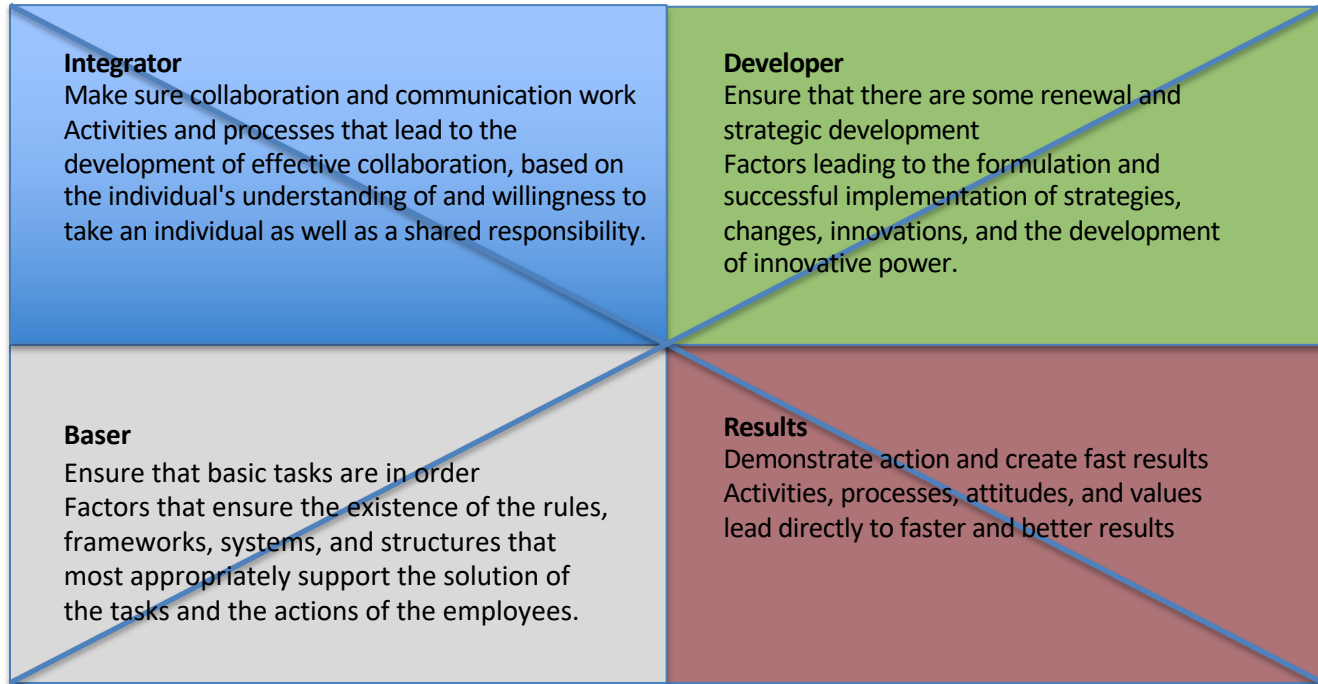 Integrator
Make sure collaboration and communication work
Activities and processes that lead to the
development of effective collaboration, based on
the individual's understanding of and willingness to
take an individual as well as a shared responsibility.
Developer
Ensure that there are some renewal and
strategic development
Factors leading to the formulation and
successful implementation of strategies,
changes, innovations, and the development
of innovative power.
Baser
Ensure that basic tasks are in order
Factors that ensure the existence of the rules,
frameworks, systems, and structures that
most appropriately support the solution of
the tasks and the actions of the employees.
Results
Demonstrate action and create fast results
Activities, processes, attitudes, and values
lead directly to faster and better results